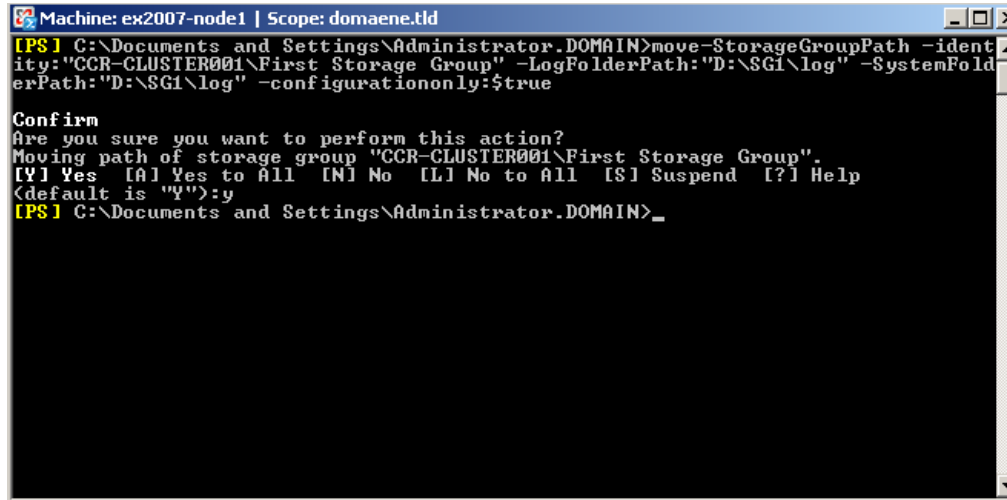 Machine: ex2007-node1 | Scope: domaene.tld
[PS] C:\Documents and Settings\Administrator.DOMAIN>move-StorageGroupPath -ident
ity:"CCR-CLUSTER001\First Storage Group" -LogFolderPath:"D:\SG1\log" -SystemFold
erPath:"D:\SG1\log" -configurationonly:$true
Confirm
Are you sure you want to perform this action?
Moving path of storage group "CCR-CLUSTER001\First Storage Group".
[Y] Yes  [A] Yes to All  [N] No  [L] No to All  [S] Suspend  [?] Help
(default is "Y"):y
[PS] C:\Documents and Settings\Administrator.DOMAIN>_